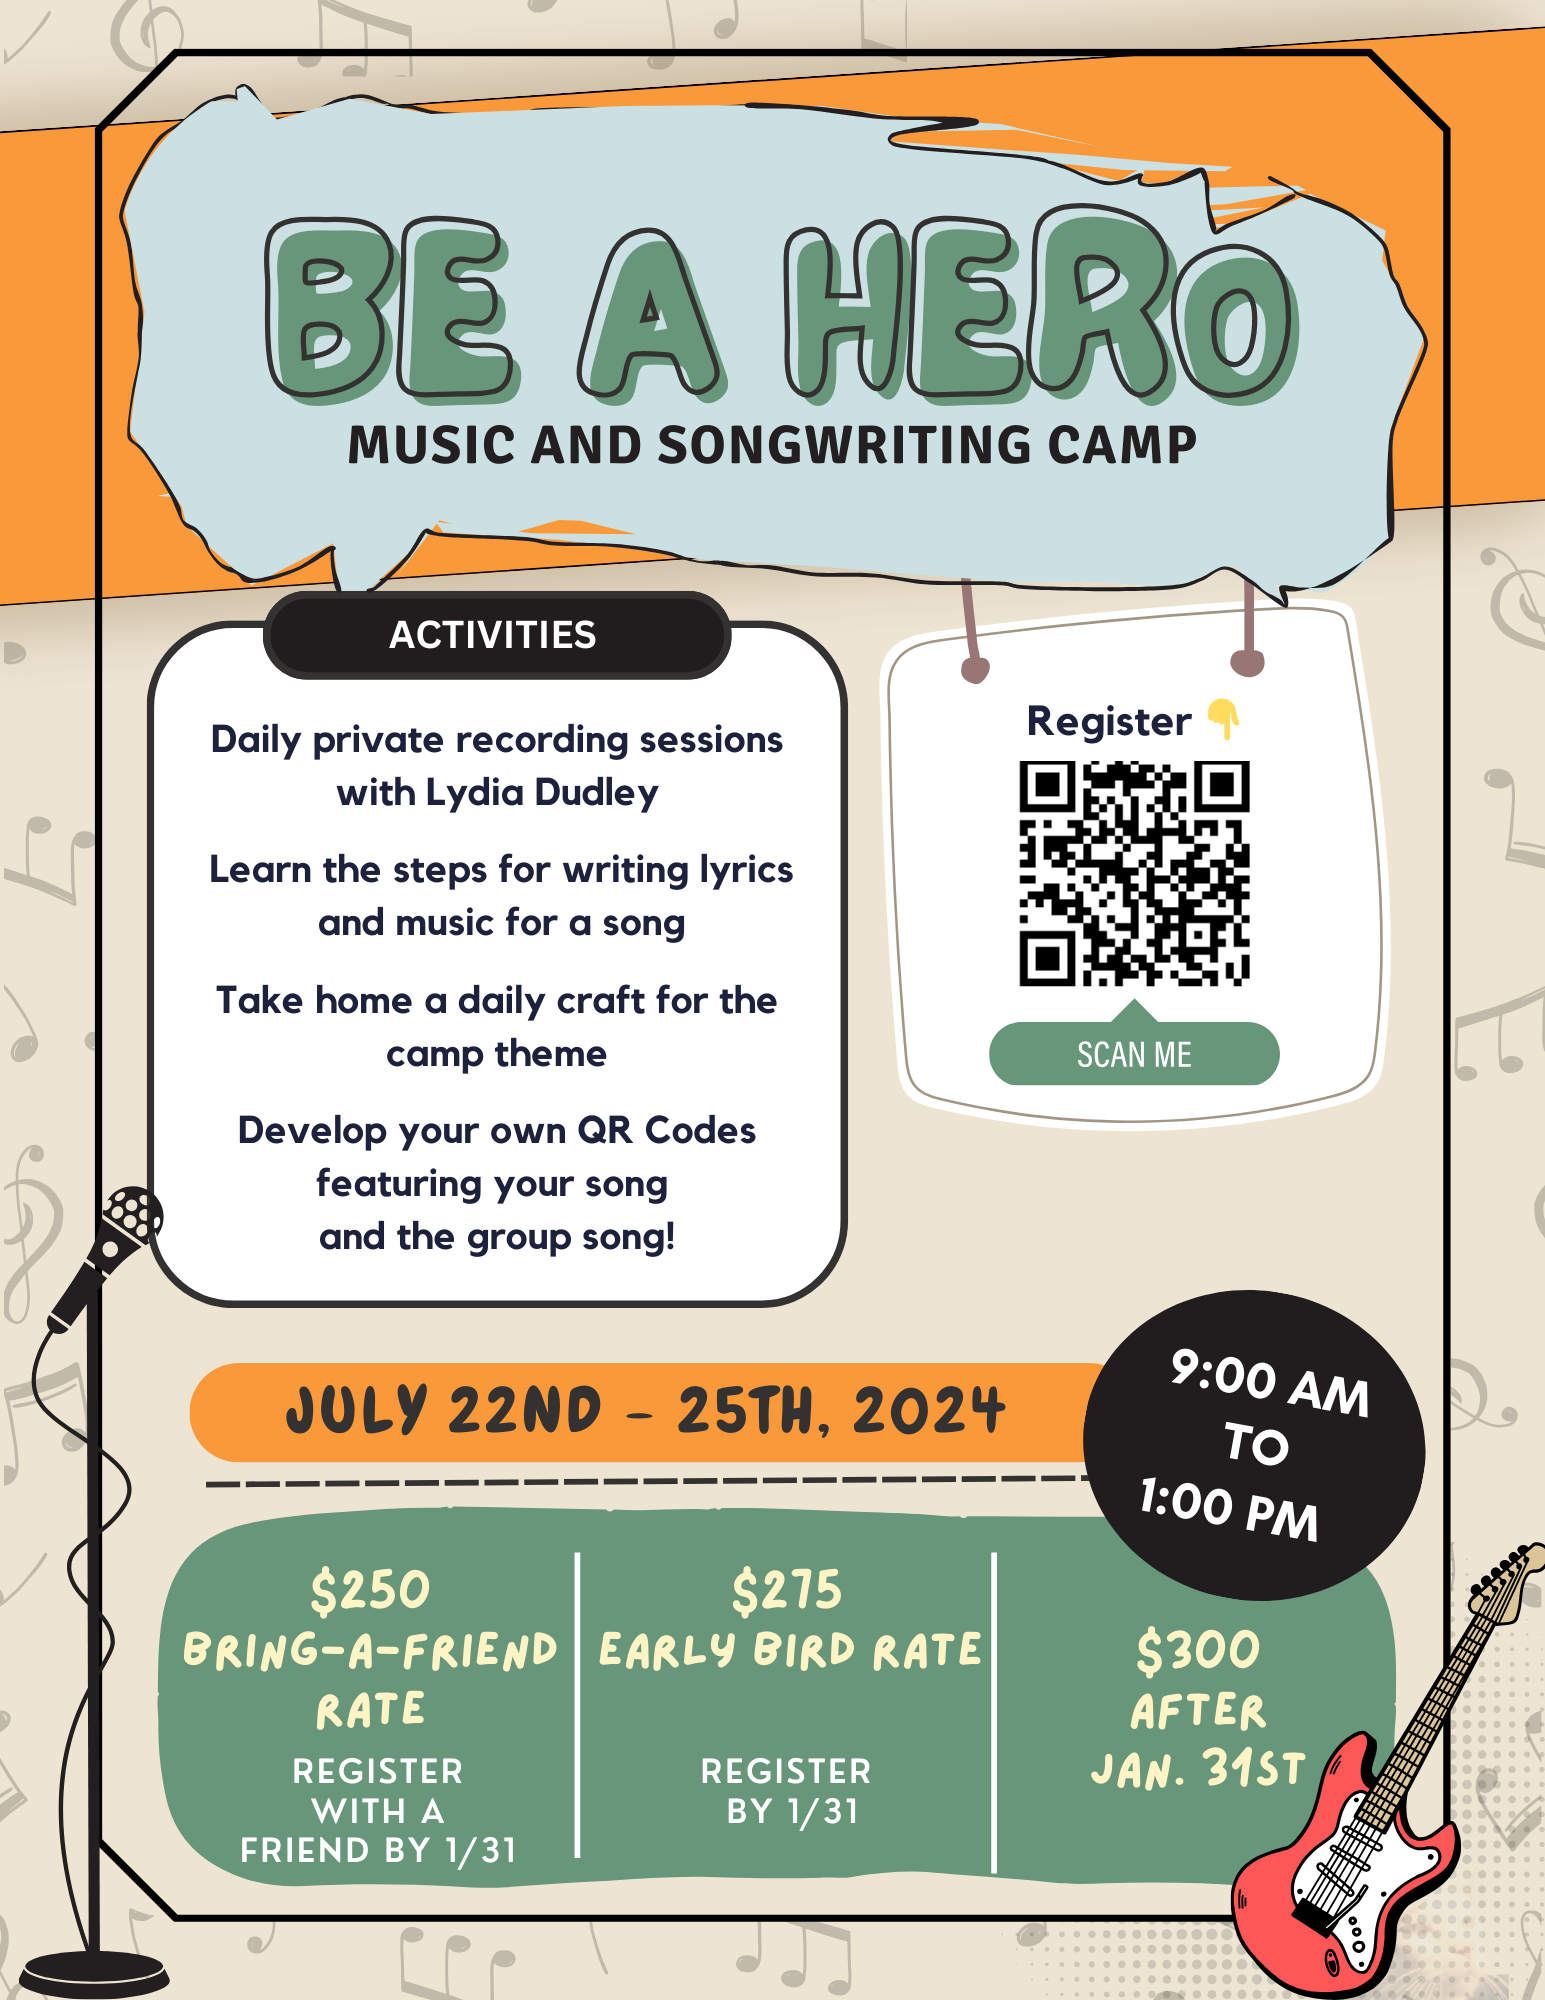 BE A HERO
MUSIC AND SONGWRITING CAMP
ACTIVITIES
Daily private recording sessions
with Lydia Dudley
Learn the steps for writing lyrics
and music for a song
Take home a daily craft for the
camp theme
Develop your own QR Codes
featuring your song
and the group song!
Register 👇
SCAN ME
JULY 22ND - 25TH, 2024
9:00 AM
TO
1:00 PM
$250
BRING-A-FRIEND
RATE
REGISTER
WITH A
FRIEND BY 1/31
$275
EARLY BIRD RATE
REGISTER
BY 1/31
$300
AFTER
JAN. 31ST